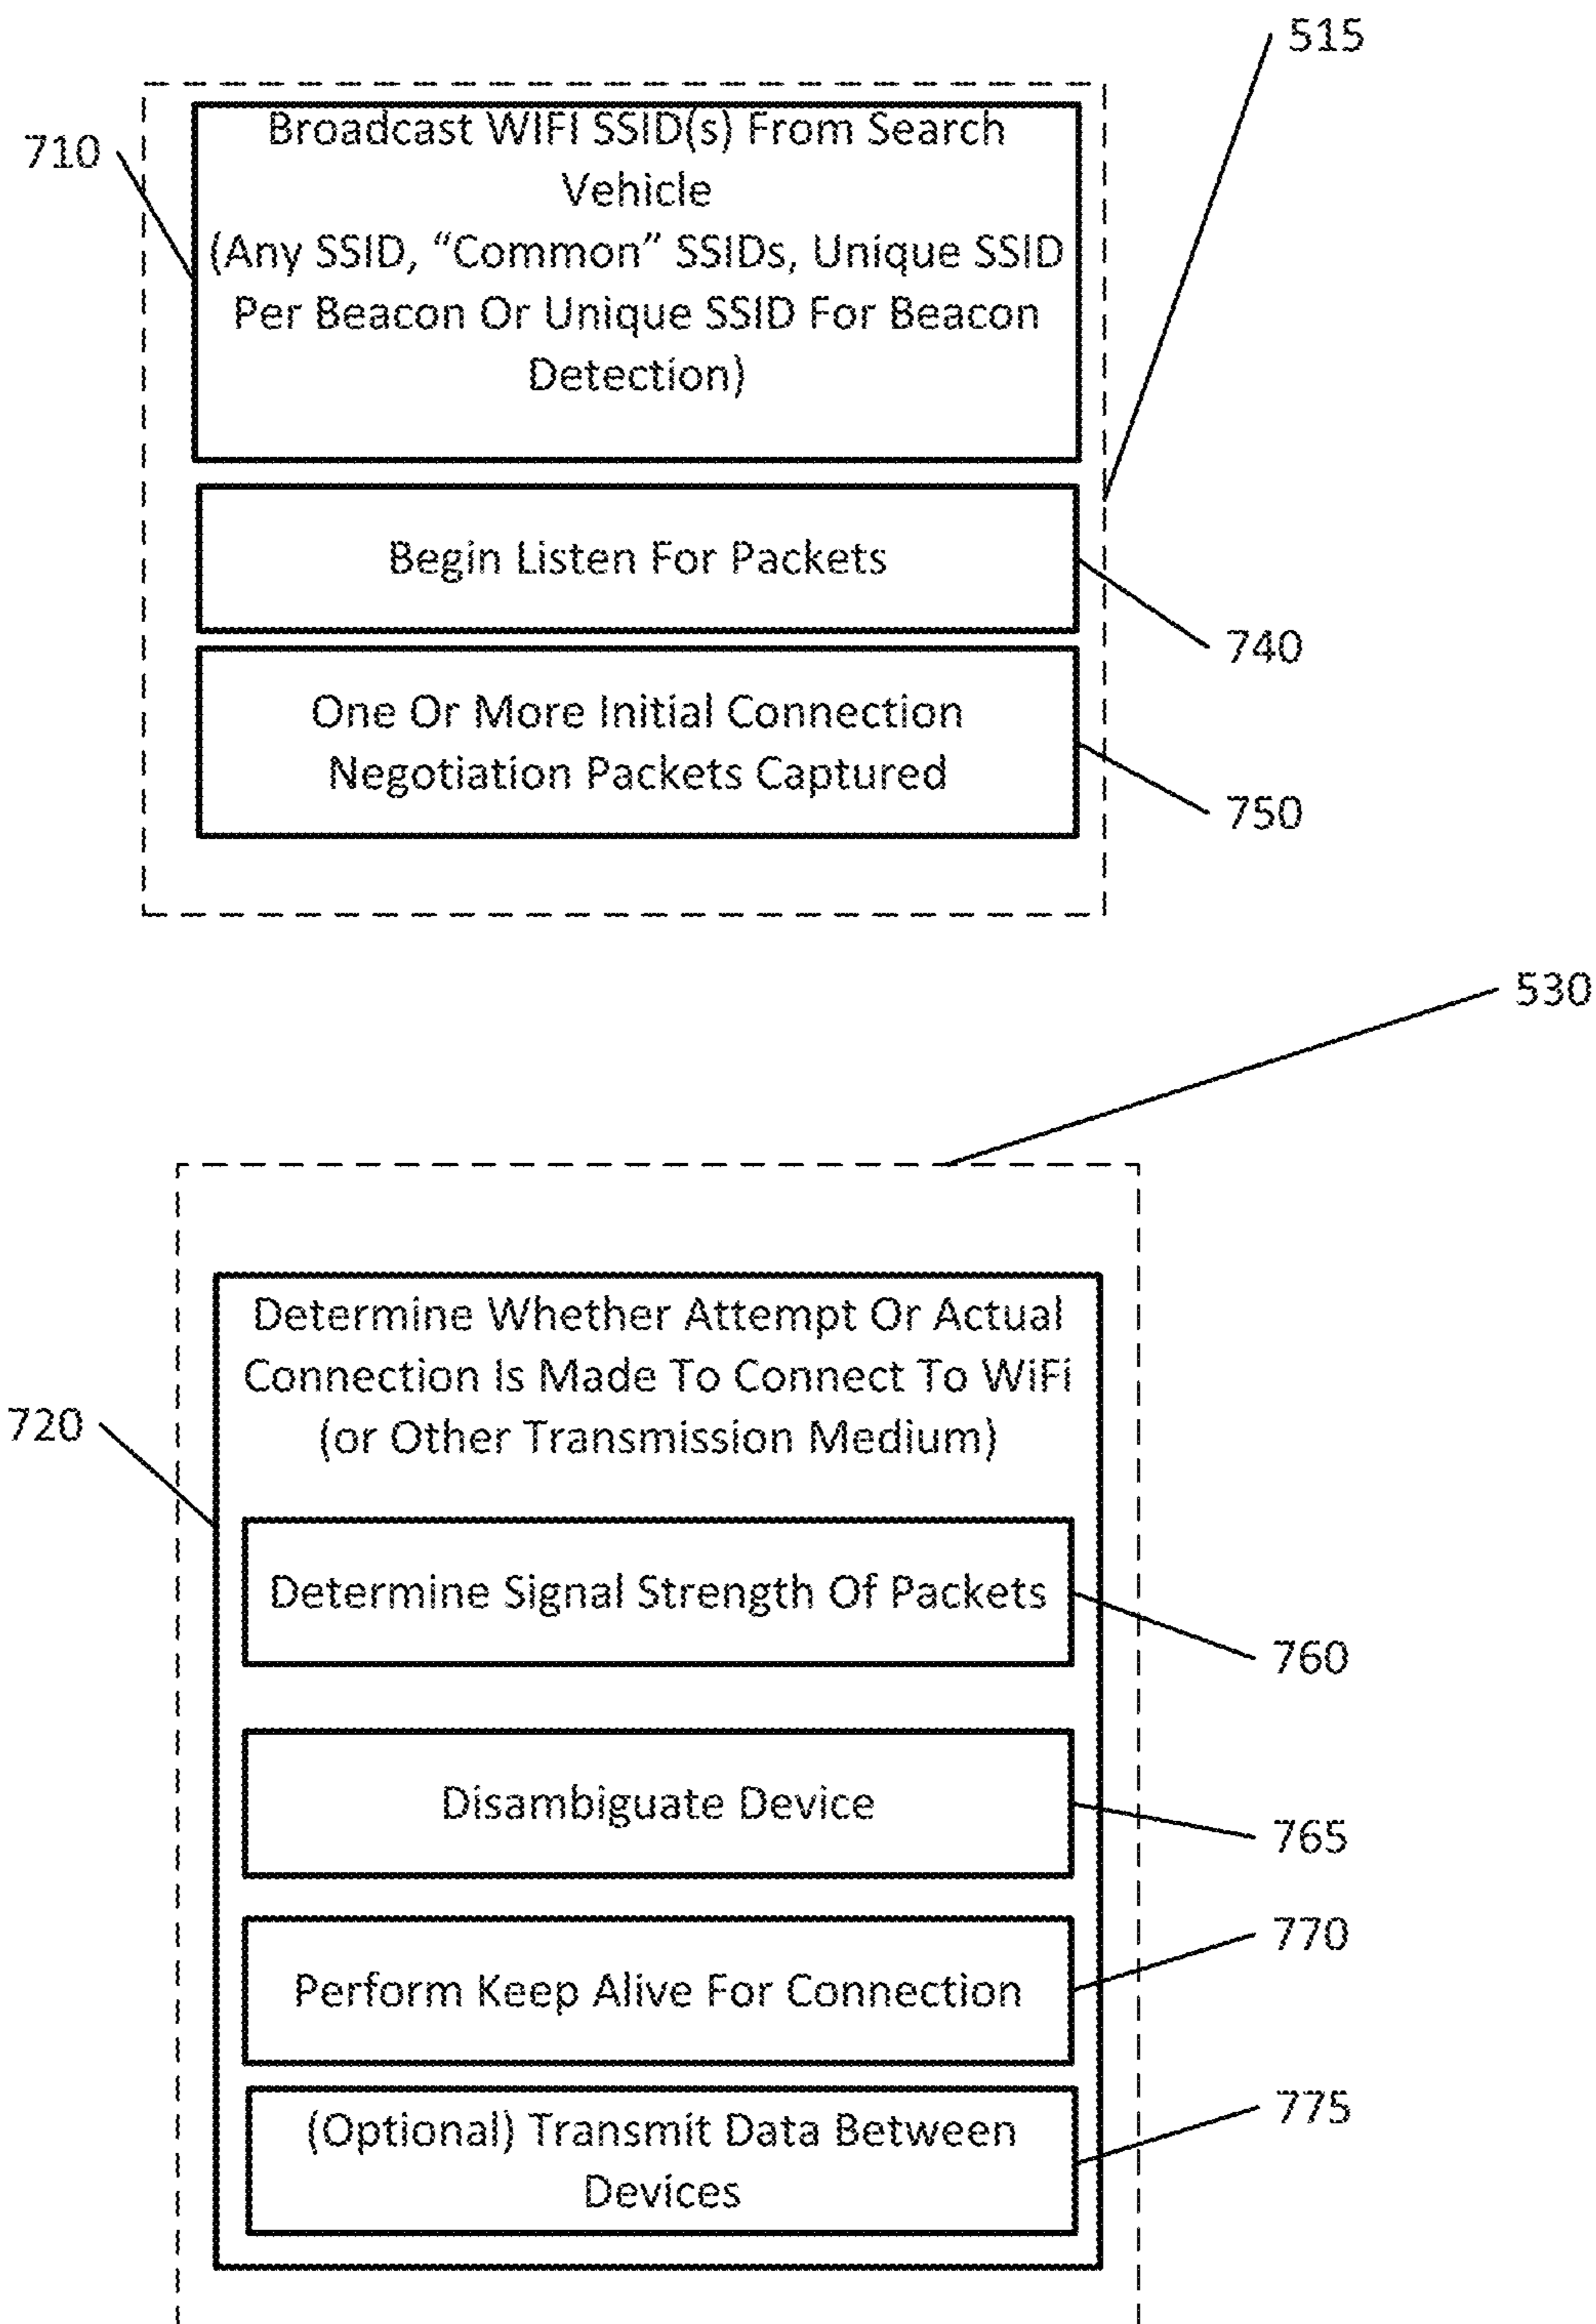 515
710
Broadcast WIFI SSID(s) From Search
Vehicle
(Any SSID, “Common” SSIDs, Unique SSID
Per Beacon Or Unique SSID For Beacon
Detection)
Begin Listen For Packets
740
One Or More Initial Connection
Negotiation Packets Captured
750
530
720
Determine Whether Attempt Or Actual
Connection Is Made To Connect To WiFi
(or Other Transmission Medium)
Determine Signal Strength Of Packets
760
Disambiguate Device
765
770
Perform Keep Alive For Connection
775
(Optional) Transmit Data Between
Devices